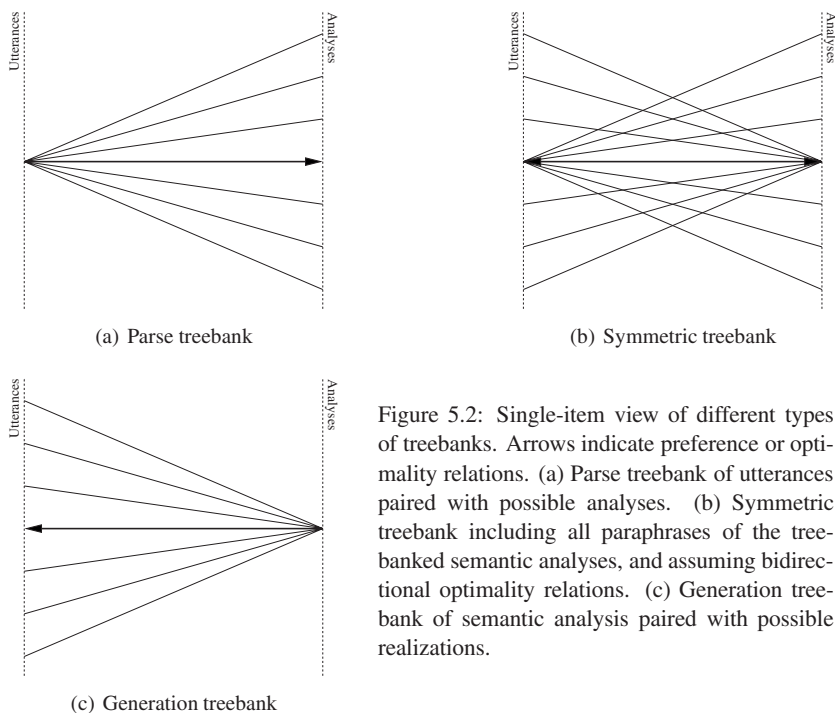 Utterances
Analyses
(a) Parse treebank
Utterances
Analyses
(b) Symmetric treebank
Utterances
Analyses
(c) Generation treebank
Figure 5.2: Single-item view of different types
of treebanks. Arrows indicate preference or opti-
mality relations. (a) Parse treebank of utterances
paired with possible analyses. (b) Symmetric
treebank including all paraphrases of the tree-
banked semantic analyses, and assuming bidirec-
tional optimality relations. (c) Generation tree-
bank of semantic analysis paired with possible
realizations.